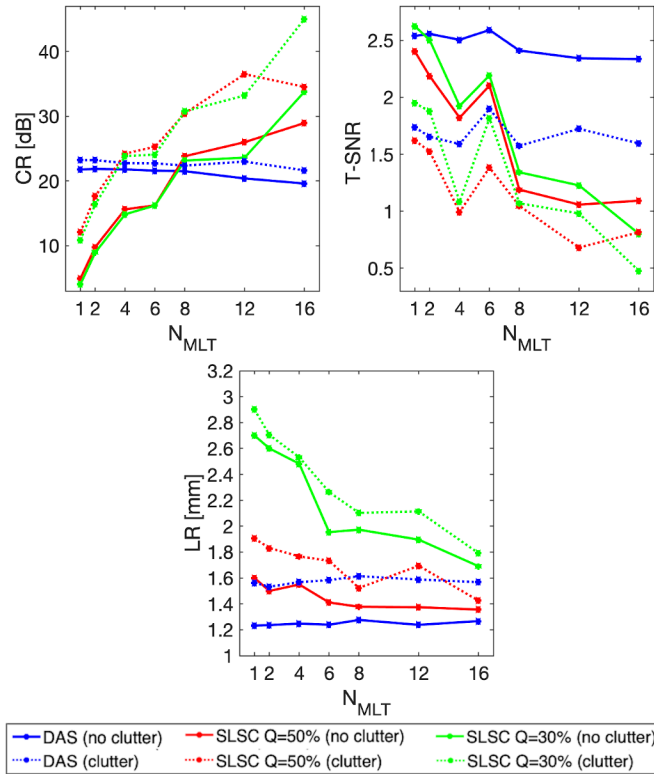 CR [dB]
40
30
20
10
1 2 4 6 8 12 16
N_MLT
T-SNR
2.5
2
1.5
1
0.5
1 2 4 6 8 12 16
N_MLT
LR [mm]
3.2
3
2.8
2.6
2.4
2.2
2
1.8
1.6
1.4
1.2
1
1 2 4 6 8 12 16
N_MLT
DAS (no clutter) SLSC Q=50% (no clutter) SLSC Q=30% (no clutter)
DAS (clutter) SLSC Q=50% (clutter) SLSC Q=30% (clutter)